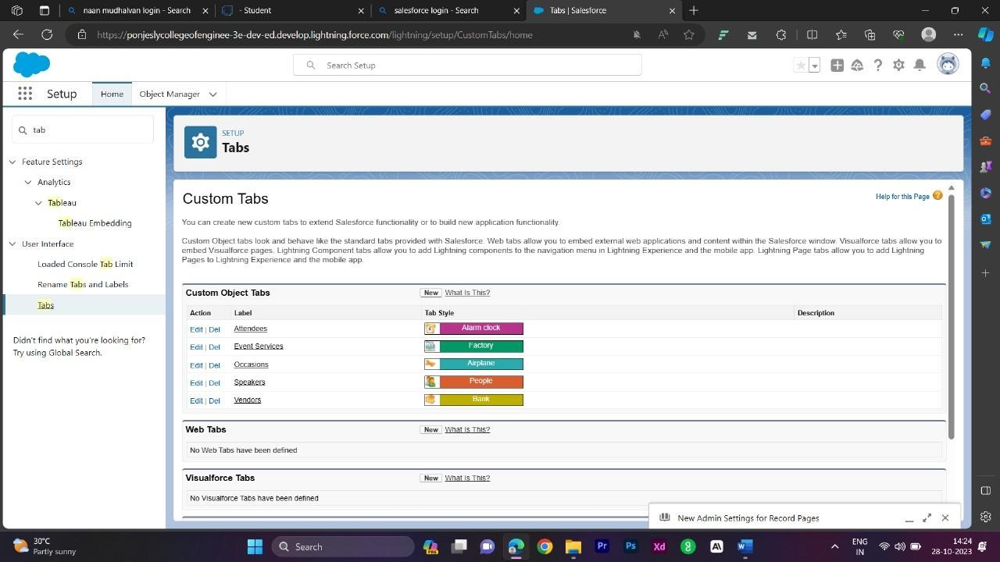 naan mudhalvan login - Search
- Student
salesforce login - Search
Tabs | Salesforce
https://ponjeslycollegeofenginee-3e-dev-ed.develop.lightning.force.com/lightning/setup/CustomTabs/home
Search Setup
Setup
Home
Object Manager
tab
Feature Settings
Analytics
Tableau
Tableau Embedding
User Interface
Loaded Console Tab Limit
Rename Tabs and Labels
Tabs
Didn't find what you're looking for?
Try using Global Search.
SETUP
Tabs
Custom Tabs
Help for this Page
You can create new custom tabs to extend Salesforce functionality or to build new application functionality.
Custom Object tabs look and behave like the standard tabs provided with Salesforce. Web tabs allow you to embed external web applications and content within the Salesforce window. Visualforce tabs allow you to
embed Visualforce pages. Lightning Component tabs allow you to add Lightning components to the navigation menu in Lightning Experience and the mobile app. Lightning Page tabs allow you to add Lightning
Pages to Lightning Experience and the mobile app.
Custom Object Tabs New What Is This?
Action Label Tab Style Description
Edit | Del Attendees Alarm clock
Edit | Del Event Services Factory
Edit | Del Occasions Airplane
Edit | Del Speakers People
Edit | Del Vendors Bank
Web Tabs New What Is This?
No Web Tabs have been defined
Visualforce Tabs New What Is This?
No Visualforce Tabs have been defined
New Admin Settings for Record Pages
30°C
Partly sunny
Search
PRE
Pr
Ps
Xd
ENG
IN
14:24
28-10-2023